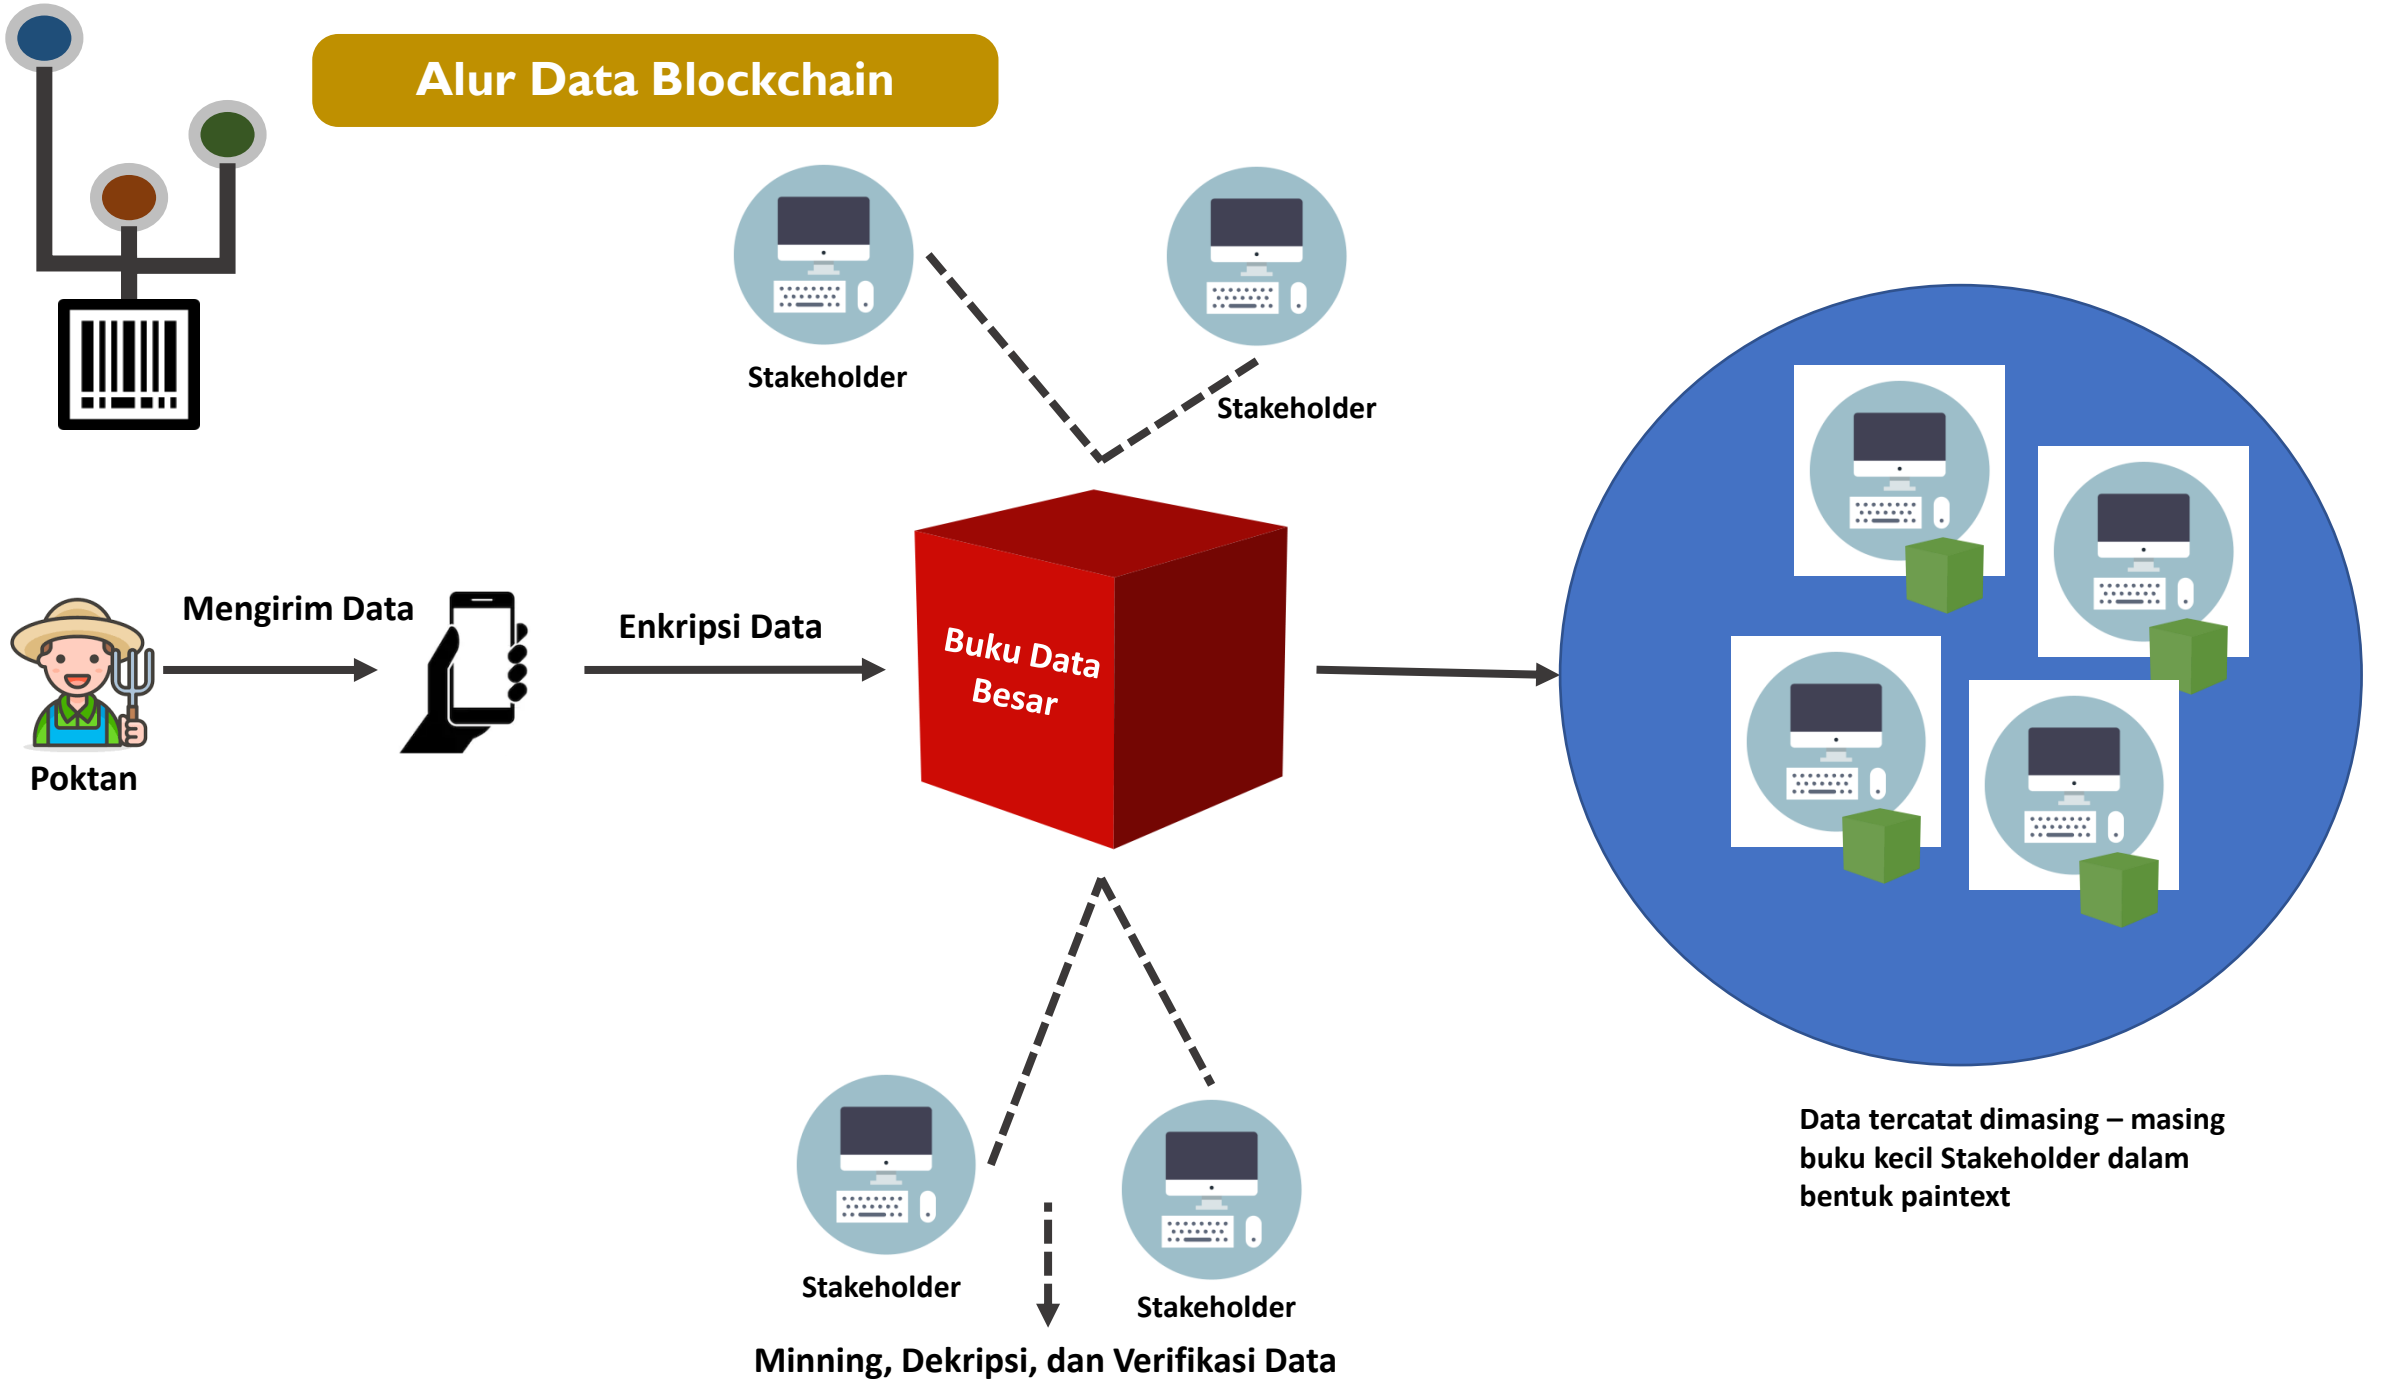 Alur Data Blockchain
Stakeholder
Stakeholder
Mengirim Data
Enkripsi Data
Buku Data
Besar
Poktan
Data tercatat dimasing – masing
buku kecil Stakeholder dalam
bentuk paintext
Stakeholder
Stakeholder
Minning, Dekripsi, dan Verifikasi Data